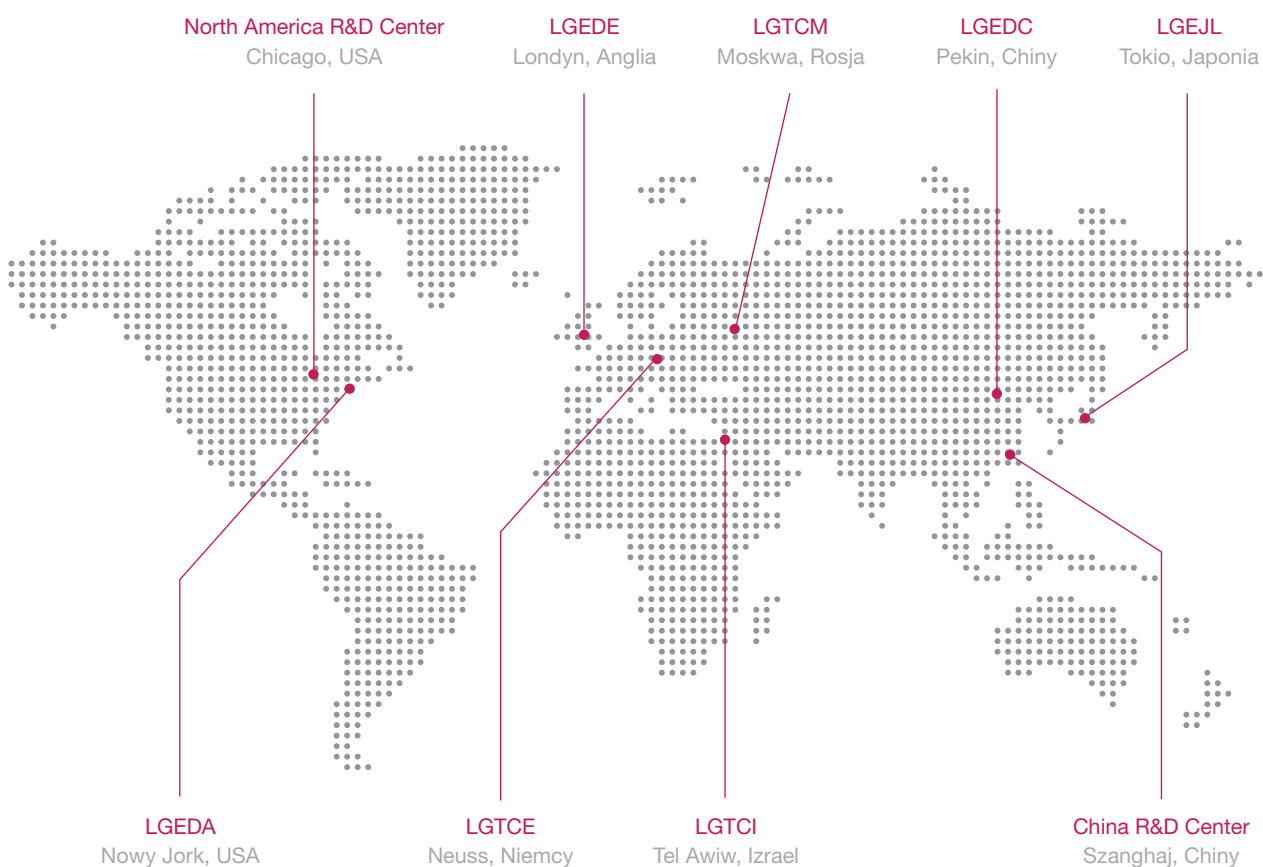 North America R&D Center
Chicago, USA
LGEDE
Londyn, Anglia
LGTCM
Moskwa, Rosja
LGEDC
Pekin, Chiny
LGEJL
Tokio, Japonia
LGEDA
Nowy Jork, USA
LGTCE
Neuss, Niemcy
LGTCI
Tel Awiw, Izrael
China R&D Center
Szanghaj, Chiny